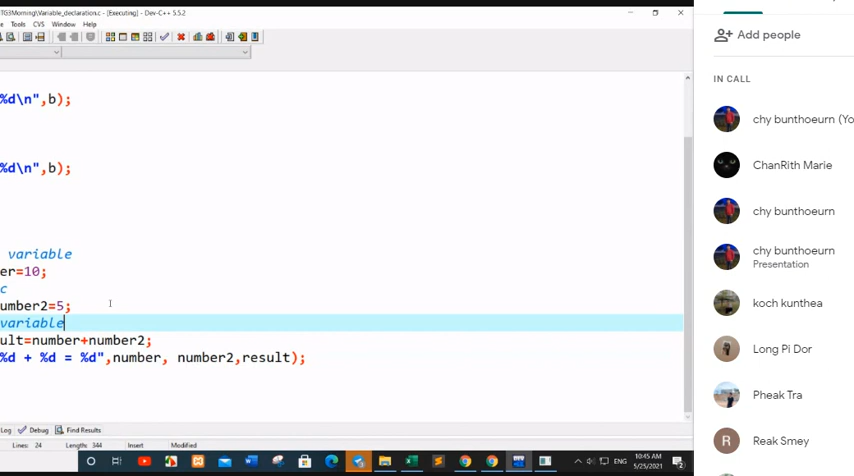 TG3Morning\Variable_declaration.c - [Executing] - Dev-C++ 5.5.2
Tools CVS Window Help
%d\n",b);
%d\n",b);
variable
er=10;
c
umber2=5;
variable
ult=number+number2;
%d + %d = %d",number, number2,result);
Log Debug Find Results
Lines: 24 Length: 344 Insert Modified
10:45 AM
ENG
5/25/2021
2
Add people
IN CALL
chy bunthoeurn (Yo
ChanRith Marie
chy bunthoeurn
chy bunthoeurn
Presentation
koch kunthea
Long Pi Dor
Pheak Tra
R
Reak Smey